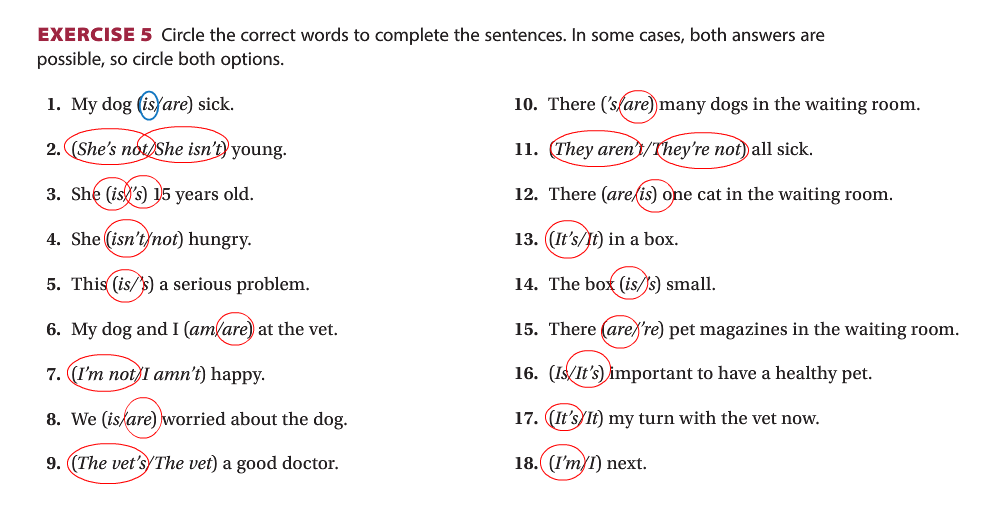 EXERCISE 5 Circle the correct words to complete the sentences. In some cases, both answers are
possible, so circle both options.
1. My dog (is/are) sick.
2. (She's not/She isn't) young.
3. She (is/'s) 15 years old.
4. She (isn't/not) hungry.
5. This (is/'s) a serious problem.
6. My dog and I (am/are) at the vet.
7. (I'm not/I amn't) happy.
8. We (is/are) worried about the dog.
9. (The vet's/The vet) a good doctor.
10. There ('s/are) many dogs in the waiting room.
11. (They aren't/They're not) all sick.
12. There (are/is) one cat in the waiting room.
13. (It's/It) in a box.
14. The box (is/'s) small.
15. There (are/'re) pet magazines in the waiting room.
16. (Is/It's) important to have a healthy pet.
17. (It's/It) my turn with the vet now.
18. (I'm/I) next.